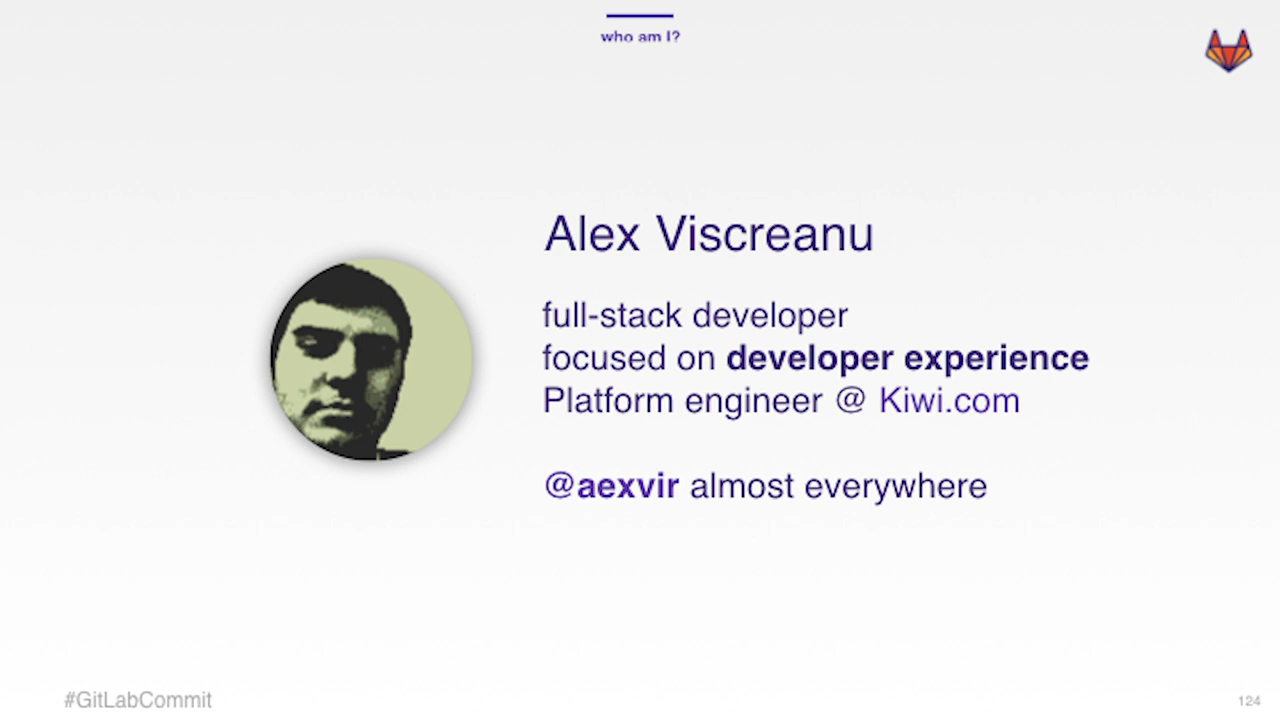 who am I?
Alex Viscreanu
full-stack developer
focused on developer experience
Platform engineer @ Kiwi.com
@aexvir almost everywhere
#GitLabCommit
124